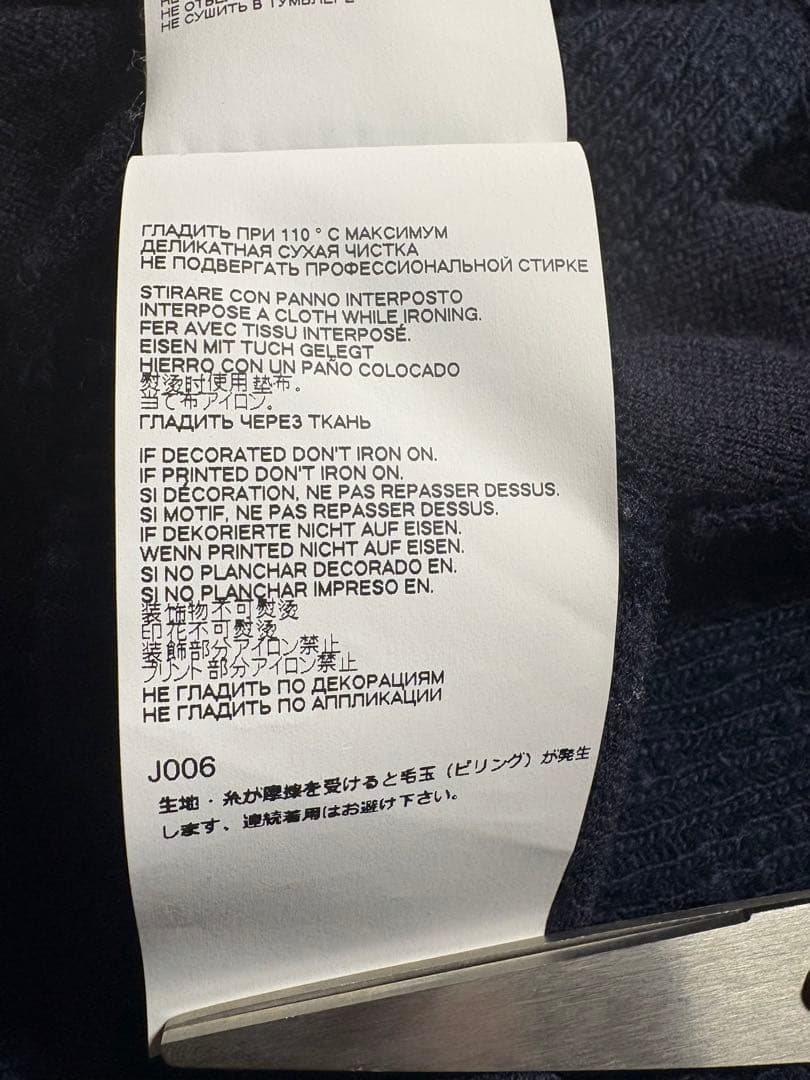 НЕ СУШИТЬ В ТУМБЛЕРЕ
ГЛАДИТЬ ПРИ 110 ° С МАКСИМУМ
ДЕЛИКАТНАЯ СУХАЯ ЧИСТКА
НЕ ПОДВЕРГАТЬ ПРОФЕССИОНАЛЬНОЙ СТИРКЕ
STIRARE CON PANNO INTERPOSTO
INTERPOSE A CLOTH WHILE IRONING.
FER AVEC TISSU INTERPOSÉ.
EISEN MIT TUCH GELEGT
HIERRO CON UN PAÑO COLOCADO
熨烫时使用垫布。
当て布アイロン。
ГЛАДИТЬ ЧЕРЕЗ ТКАНЬ
IF DECORATED DON'T IRON ON.
IF PRINTED DON'T IRON ON.
SI DÉCORATION, NE PAS REPASSER DESSUS.
SI MOTIF, NE PAS REPASSER DESSUS.
IF DEKORIERTE NICHT AUF EISEN.
WENN PRINTED NICHT AUF EISEN.
SI NO PLANCHAR DECORADO EN.
SI NO PLANCHAR IMPRESO EN.
装饰物不可熨烫
印花不可熨烫
装飾部分アイロン禁止
プリント部分アイロン禁止
НЕ ГЛАДИТЬ ПО ДЕКОРАЦИЯМ
НЕ ГЛАДИТЬ ПО АППЛИКАЦИИ
J006
生地・糸が摩擦を受けると毛玉（ピリング）が発生
します、連続着用はお避け下さい。